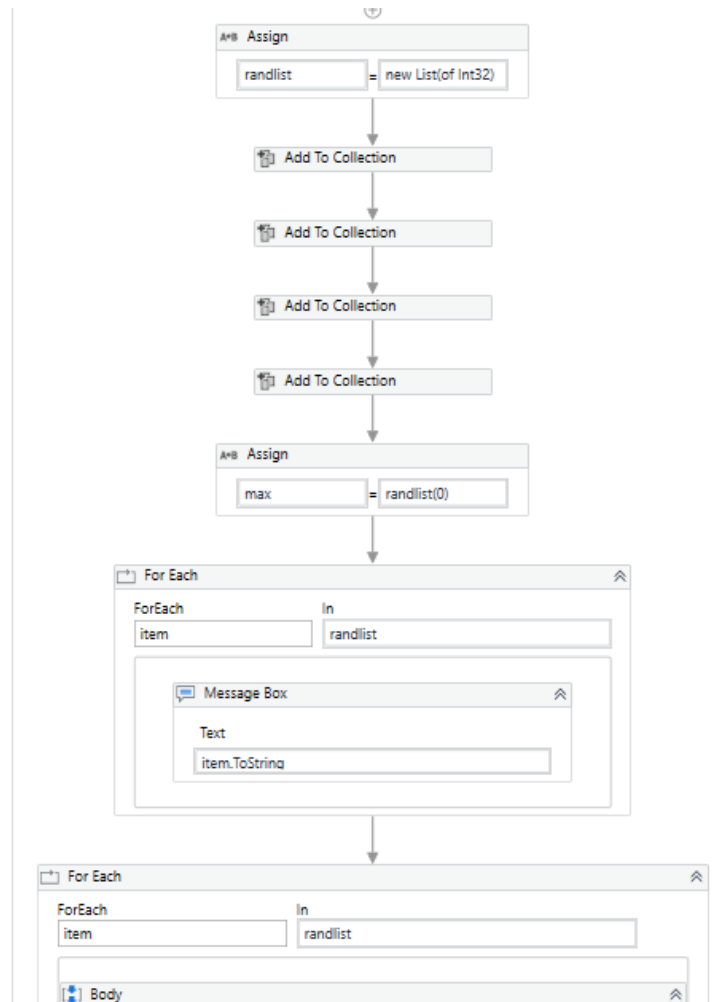 A+B Assign
randlist = new List(of Int32)
Add To Collection
Add To Collection
Add To Collection
Add To Collection
A+B Assign
max = randlist(0)
For Each
ForEach In
item randlist
Message Box
Text
item.ToString
For Each
ForEach In
item randlist
Body